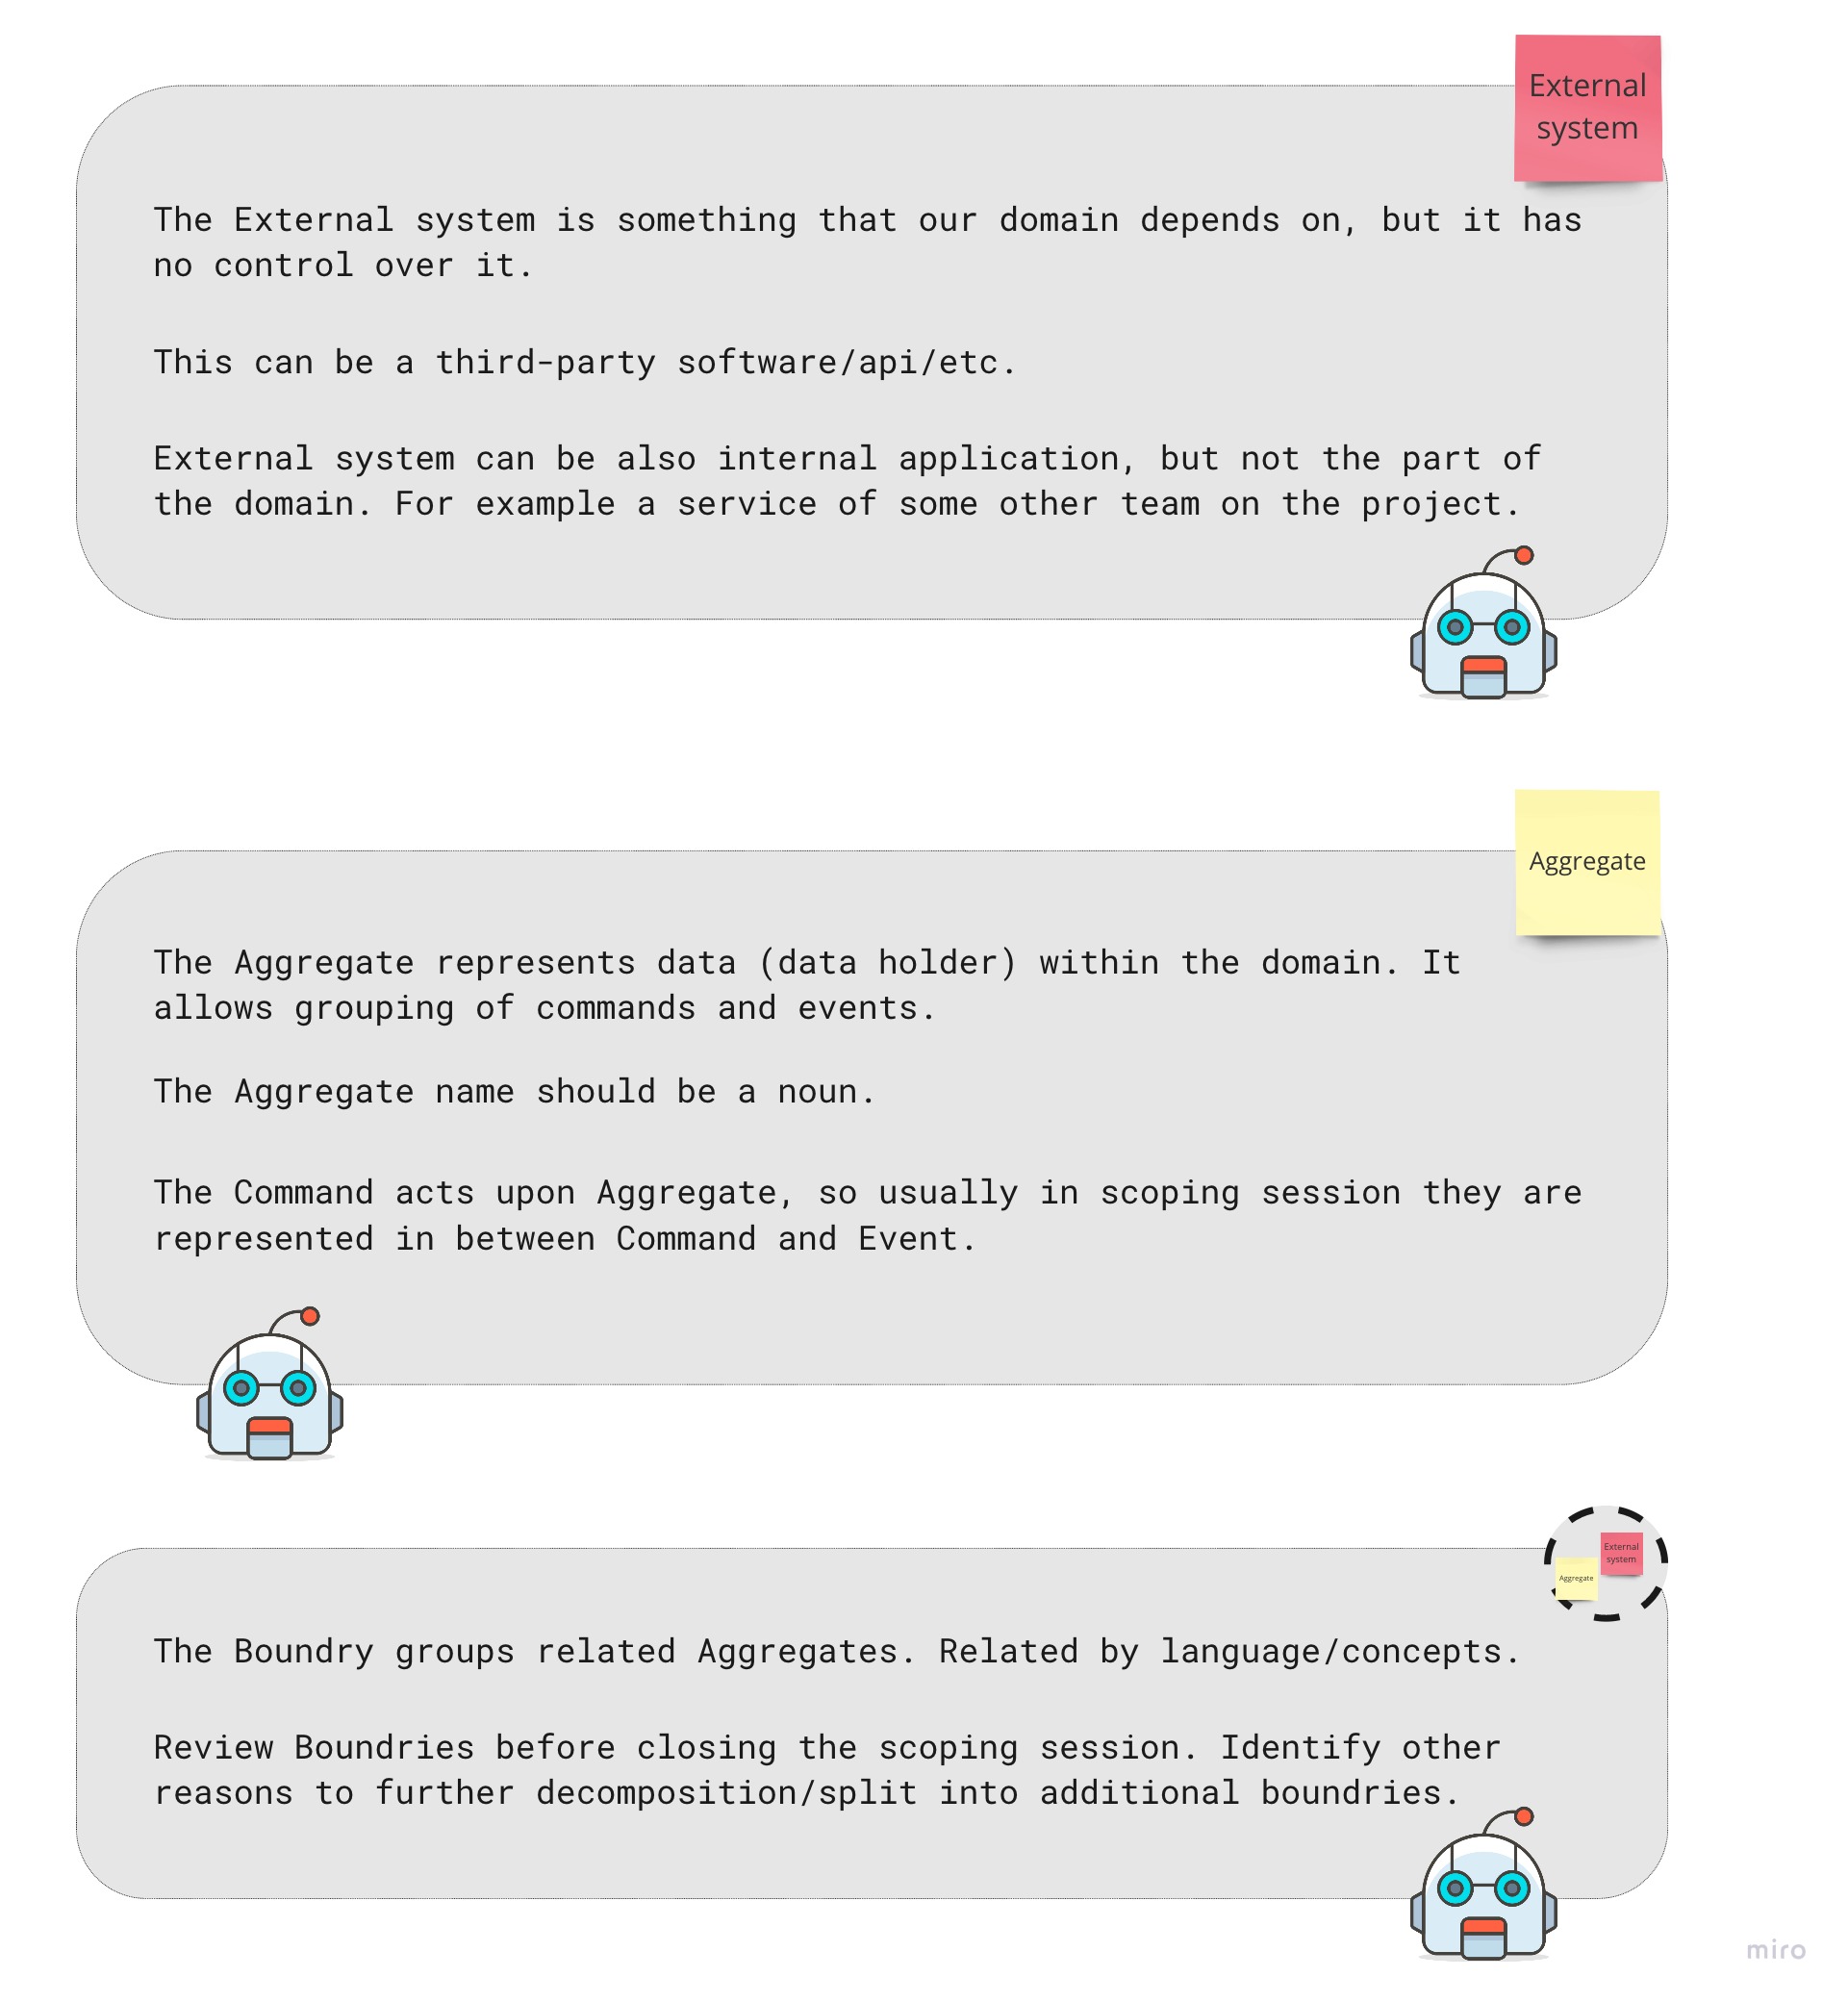 External
system
The External system is something that our domain depends on, but it has
no control over it.
This can be a third-party software/api/etc.
External system can be also internal application, but not the part of
the domain. For example a service of some other team on the project.
Aggregate
The Aggregate represents data (data holder) within the domain. It
allows grouping of commands and events.
The Aggregate name should be a noun.
The Command acts upon Aggregate, so usually in scoping session they are
represented in between Command and Event.
External
system
Aggregate
The Boundry groups related Aggregates. Related by language/concepts.
Review Boundries before closing the scoping session. Identify other
reasons to further decomposition/split into additional boundries.
miro